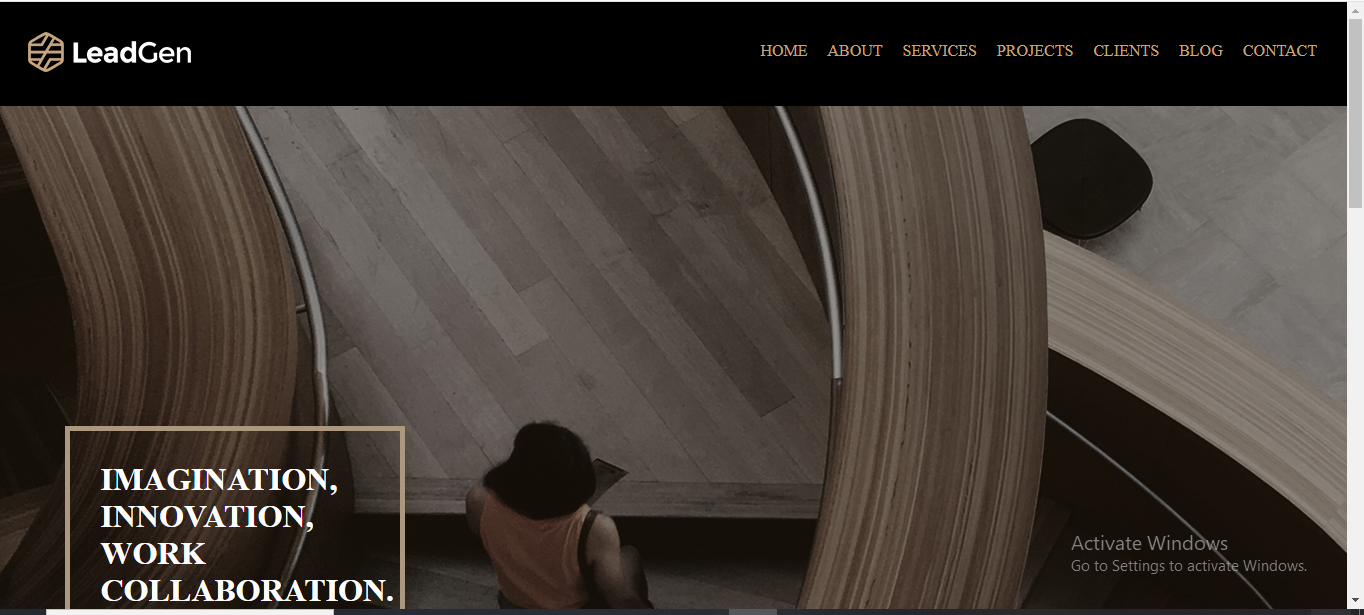 LeadGen
HOME ABOUT SERVICES PROJECTS CLIENTS BLOG CONTACT
IMAGINATION,
INNOVATION,
WORK
COLLABORATION.
Activate Windows
Go to Settings to activate Windows.